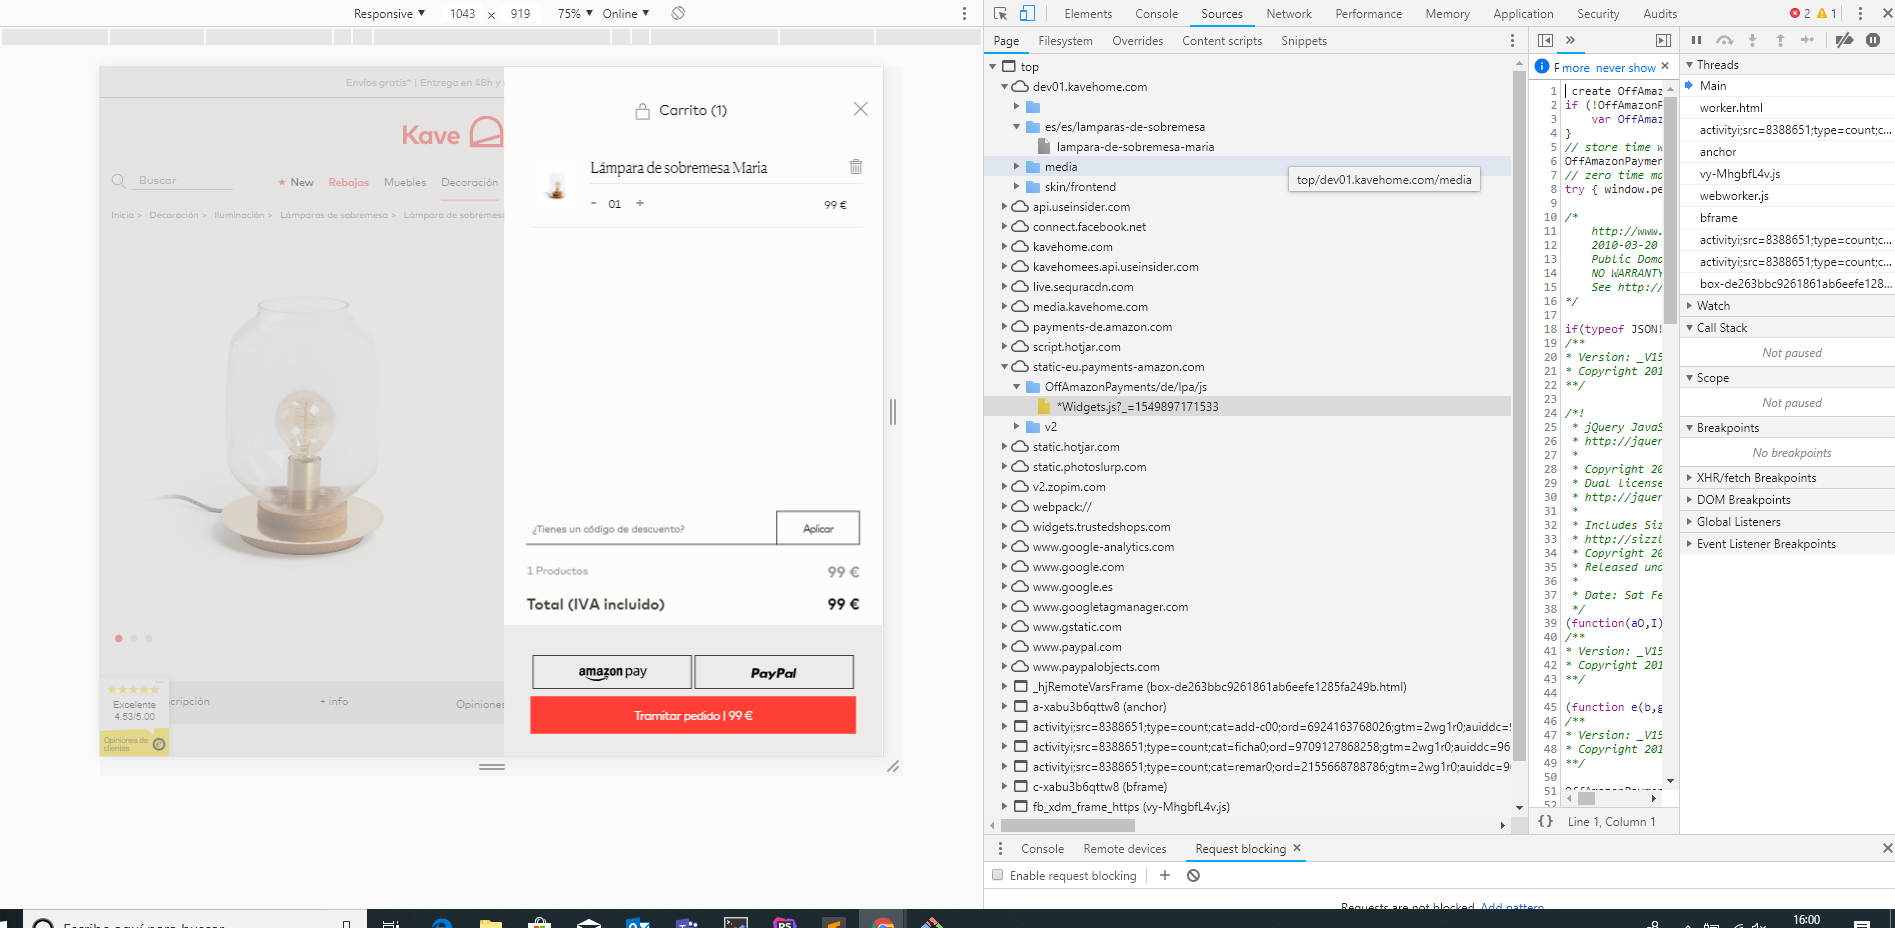 Responsive ▼ 1043 × 919 75% ▼ Online ▼
Envíos gratis* | Entrega en 48h y
Kave
Buscar
★ New Rebajas Muebles Decoración
Inicio > Decoración > Iluminación > Lámparas de sobremesa > Lámpara de sobremesa
Carrito (1)
Lámpara de sobremesa Maria
- 01 + 99 €
¿Tienes un código de descuento? Aplicar
1 Productos 99 €
Total (IVA incluido) 99 €
amazon pay PayPal
Tramitar pedido | 99 €
scripción + info Opiniones
Excelente
4.53/5.00
Opiniones de
clientes
Elements Console Sources Network Performance Memory Application Security Audits 2 1
Page Filesystem Overrides Content scripts Snippets
top
dev01.kavehome.com
es/es/lamparas-de-sobremesa
lampara-de-sobremesa-maria
media
top/dev01.kavehome.com/media
skin/frontend
api.useinsider.com
connect.facebook.net
kavehome.com
kavehomees.api.useinsider.com
live.sequracdn.com
media.kavehome.com
payments-de.amazon.com
script.hotjar.com
static-eu.payments-amazon.com
OffAmazonPayments/de/lpa/js
*Widgets.js?_=1549897171533
v2
static.hotjar.com
static.photoslurp.com
v2.zopim.com
webpack://
widgets.trustedshops.com
www.google-analytics.com
www.google.com
www.google.es
www.googletagmanager.com
www.gstatic.com
www.paypal.com
www.paypalobjects.com
_hjRemoteVarsFrame (box-de263bbc9261861ab6eefe1285fa249b.html)
a-xabu3b6qttw8 (anchor)
activityi;src=8388651;type=count;cat=add-c00;ord=6924163768026;gtm=2wg1r0;auiddc=
activityi;src=8388651;type=count;cat=ficha0;ord=9709127868258;gtm=2wg1r0;auiddc=96
activityi;src=8388651;type=count;cat=remar0;ord=2155668788786;gtm=2wg1r0;auiddc=9
c-xabu3b6qttw8 (bframe)
fb_xdm_frame_https (vy-MhgbfL4v.js)
more never show ×
1 create OffAmaz
2 if (!OffAmazonP
3 var OffAmaz
4 }
5 // store time w
6 OffAmazonPaymen
7 // zero time mo
8 try { window.pe
9
10 /*
11 http://www.
12 2010-03-20
13 Public Doma
14 NO WARRANTY
15 See http://
16 */
17
18 if(typeof JSON!
19 /**
20 * Version: _V15
21 * Copyright 201
22 **/
23
24 /*!
25 * jQuery JavaS
26 * http://jquer
27 *
28 * Copyright 20
29 * Dual license
30 * http://jquer
31 *
32 * Includes Siz
33 * http://sizzl
34 * Copyright 20
35 * Released und
36 *
37 * Date: Sat Fe
38 */
39 (function(aO,I)
40 /**
41 * Version: _V15
42 * Copyright 201
43 **/
44
45 (function e(b,g
46 /**
47 * Version: _V15
48 * Copyright 201
49 **/
50
51
52
{} Line 1, Column 1
Threads
Main
worker.html
activityi;src=8388651;type=count;c...
anchor
vy-MhgbfL4v.js
webworker.js
bframe
activityi;src=8388651;type=count;c...
activityi;src=8388651;type=count;c...
box-de263bbc9261861ab6eefe128...
Watch
Call Stack
Not paused
Scope
Not paused
Breakpoints
No breakpoints
XHR/fetch Breakpoints
DOM Breakpoints
Global Listeners
Event Listener Breakpoints
Console Remote devices Request blocking ×
Enable request blocking
Requests are not blocked. Add pattern
Escribe aquí para buscar
16:00